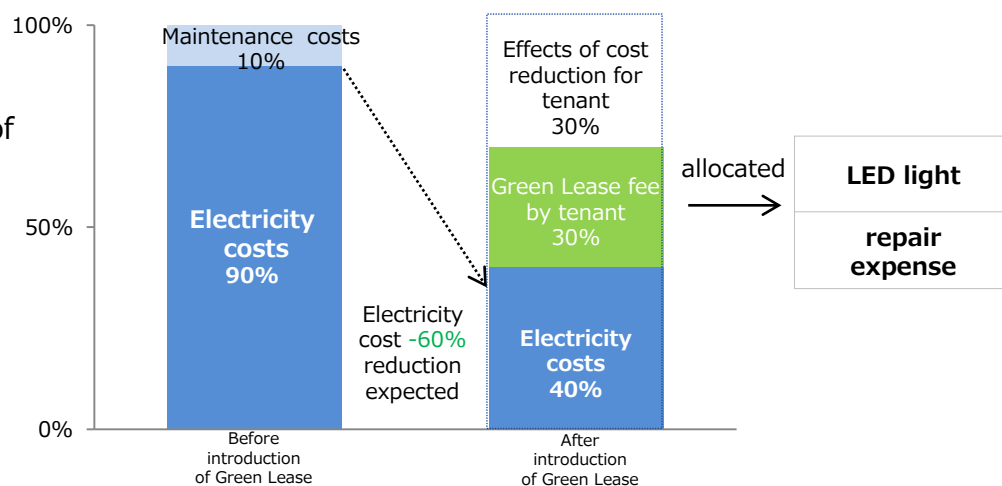 100%
50%
0%
of
Maintenance costs
10%
Electricity
costs
90%
Before
introduction
of Green Lease
Electricity
cost -60%
reduction
expected
Effects of cost
reduction for
tenant
30%
Green Lease fee
by tenant
30%
Electricity
costs
40%
After
introduction
of Green Lease
allocated
LED light
repair
expense